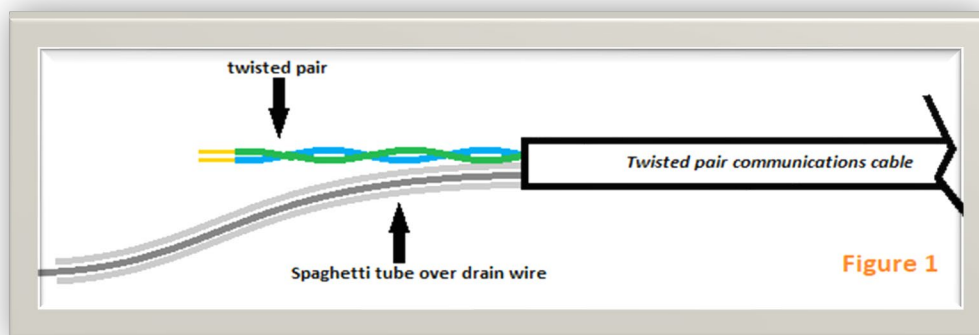 twisted pair
Twisted pair communications cable
Spaghetti tube over drain wire
Figure 1